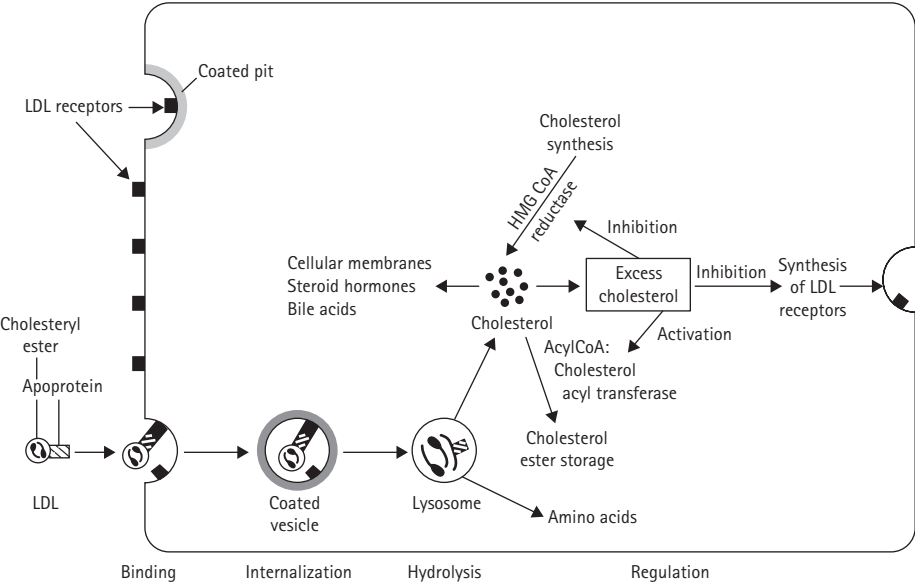 Coated pit
LDL receptors
Cholesterol
synthesis
HMG CoA
reductase
Inhibition
Cellular membranes
Steroid hormones
Bile acids
Excess
cholesterol
Inhibition
Synthesis
of LDL
receptors
Cholesterol
Activation
AcylCoA:
Cholesterol
acyl transferase
Cholesteryl
ester
Apoprotein
Cholesterol
ester storage
LDL
Coated
vesicle
Lysosome
Amino acids
Binding
Internalization
Hydrolysis
Regulation